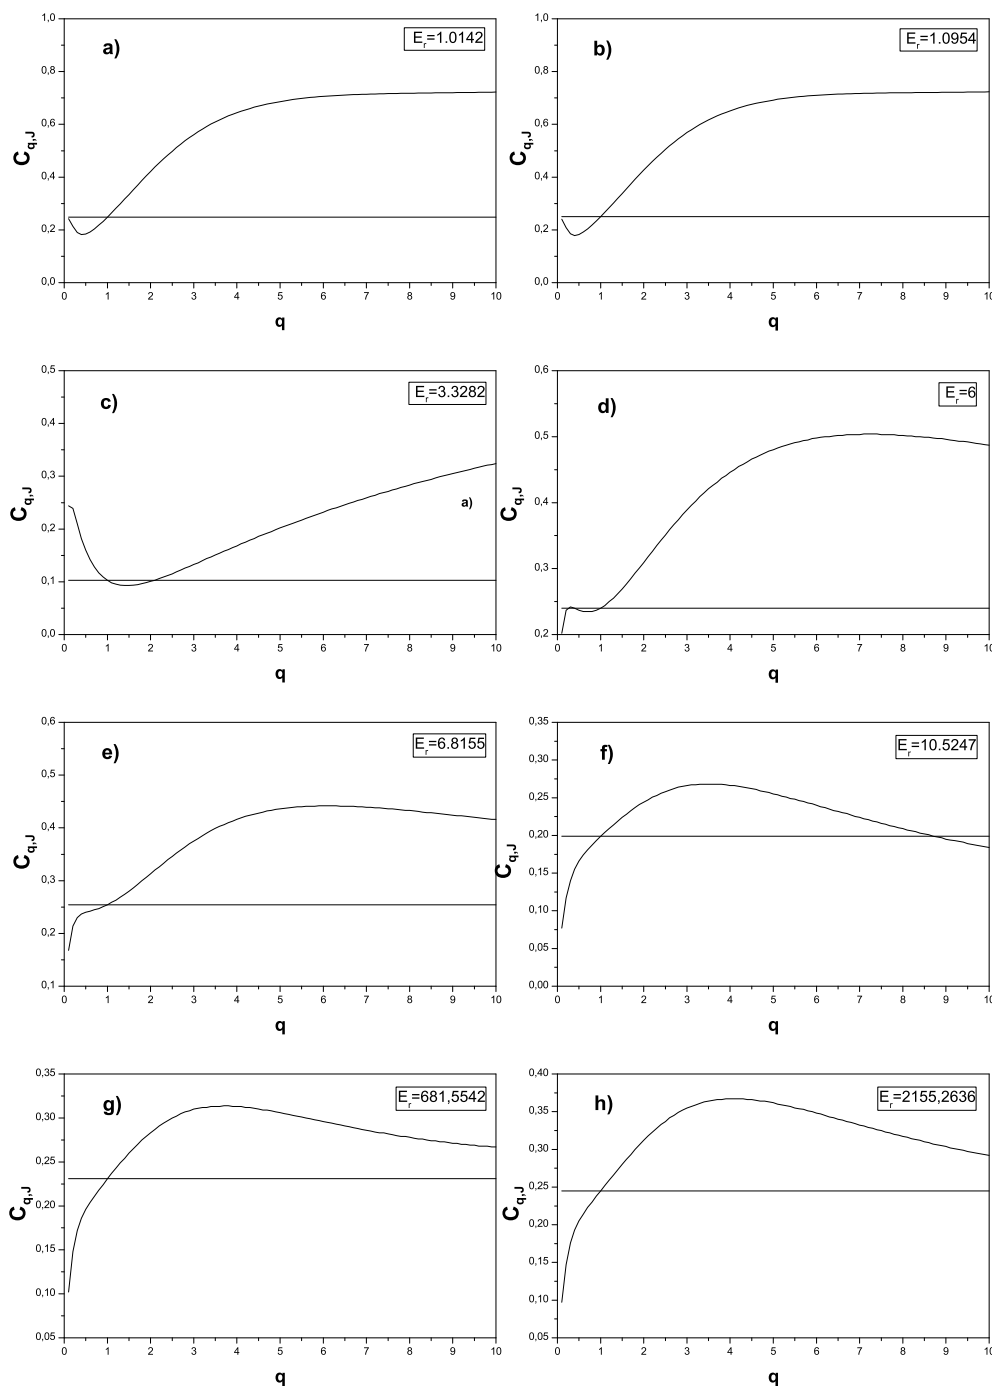 a)
E_r=1.0142
1,0
0,8
0,6
0,4
0,2
0,0
C_q,J
0 1 2 3 4 5 6 7 8 9 10
q
b)
E_r=1.0954
1,0
0,8
0,6
0,4
0,2
0,0
C_q,J
0 1 2 3 4 5 6 7 8 9 10
q
c)
E_r=3.3282
0,5
0,4
0,3
0,2
0,1
0,0
C_q,J
a)
0 1 2 3 4 5 6 7 8 9 10
q
d)
E_r=6
0,6
0,5
0,4
0,3
0,2
C_q,J
0 1 2 3 4 5 6 7 8 9 10
q
e)
E_r=6.8155
0,6
0,5
0,4
0,3
0,2
0,1
C_q,J
0 1 2 3 4 5 6 7 8 9 10
q
f)
E_r=10.5247
0,35
0,30
0,25
0,20
0,15
0,10
0,05
0,00
C_q,J
0 1 2 3 4 5 6 7 8 9 10
q
g)
E_r=681,5542
0,35
0,30
0,25
0,20
0,15
0,10
0,05
C_q,J
0 1 2 3 4 5 6 7 8 9 10
q
h)
E_r=2155,2636
0,40
0,35
0,30
0,25
0,20
0,15
0,10
0,05
C_q,J
0 1 2 3 4 5 6 7 8 9 10
q